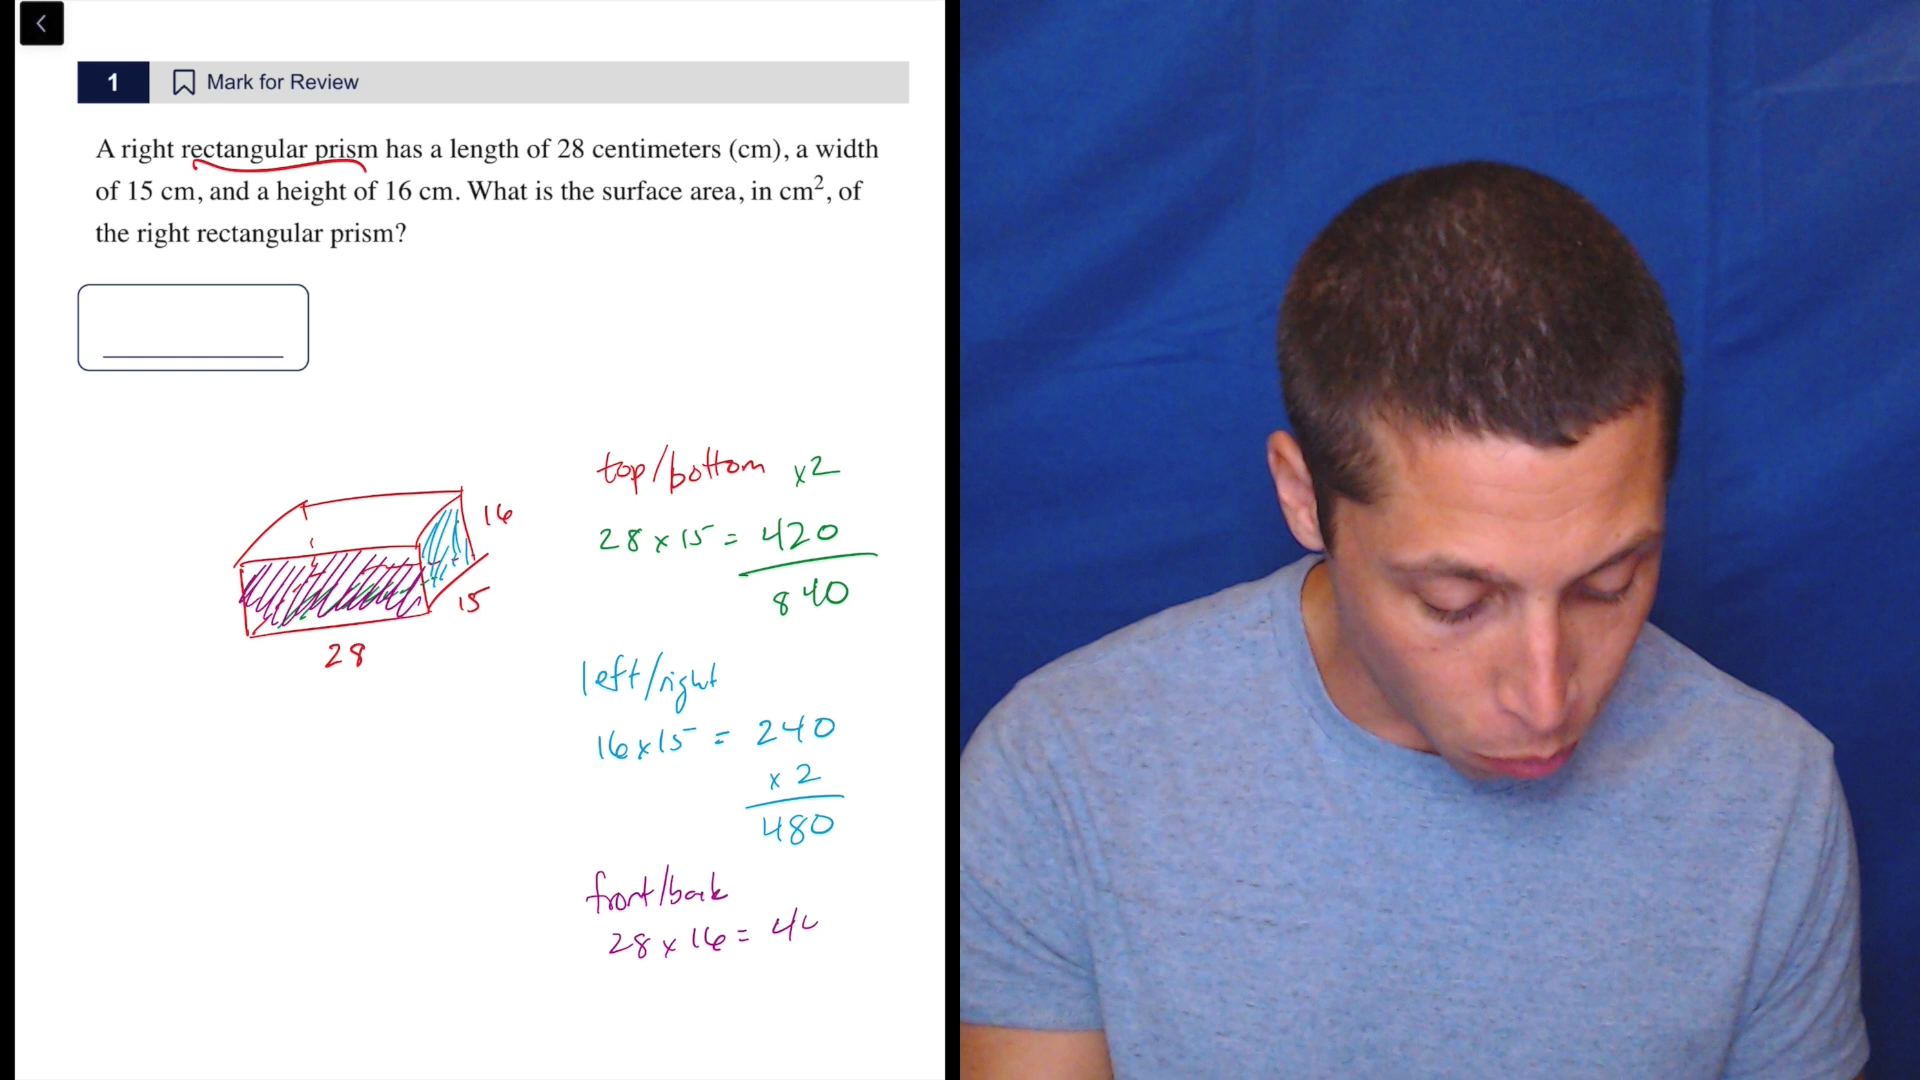 1 Mark for Review
A right rectangular prism has a length of 28 centimeters (cm), a width
of 15 cm, and a height of 16 cm. What is the surface area, in cm², of
the right rectangular prism?
16
15
28
top/bottom x2
28 x 15 = 420
840
left/right
16 x 15 = 240
x 2
480
front/back
28 x 16 = 44